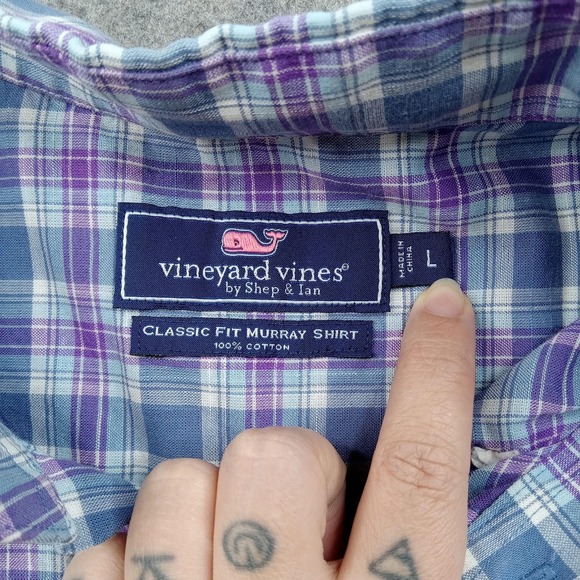 vineyard vines®
by Shep & Ian
MADE IN
CHINA
L
CLASSIC FIT MURRAY SHIRT
100% COTTON